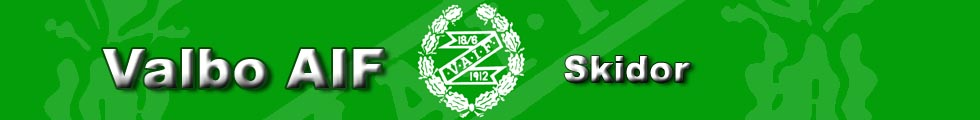 Valbo AIF
18/6
V.A.I.F.
1912
Skidor